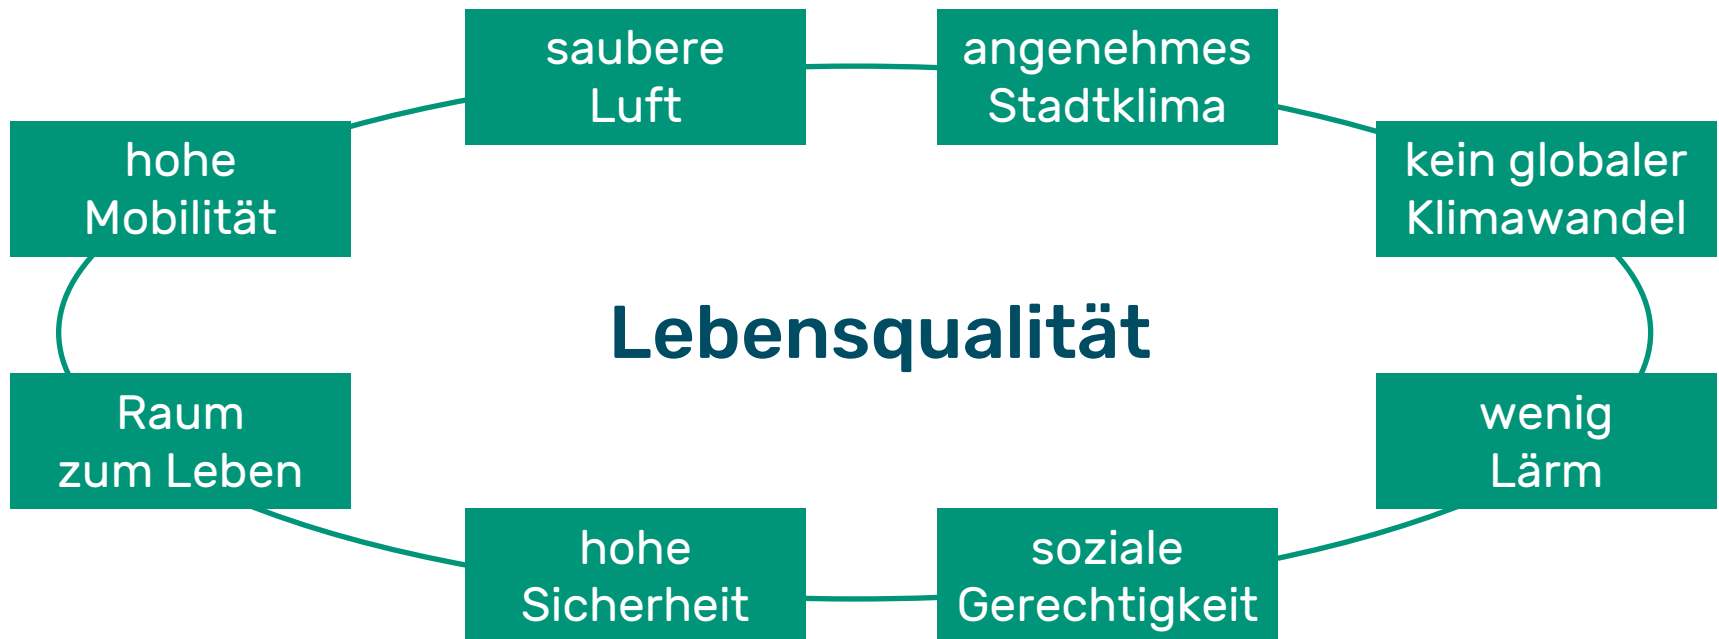 saubere
Luft
angenehmes
Stadtklima
hohe
Mobilität
kein globaler
Klimawandel
Lebensqualität
Raum
zum Leben
wenig
Lärm
hohe
Sicherheit
soziale
Gerechtigkeit